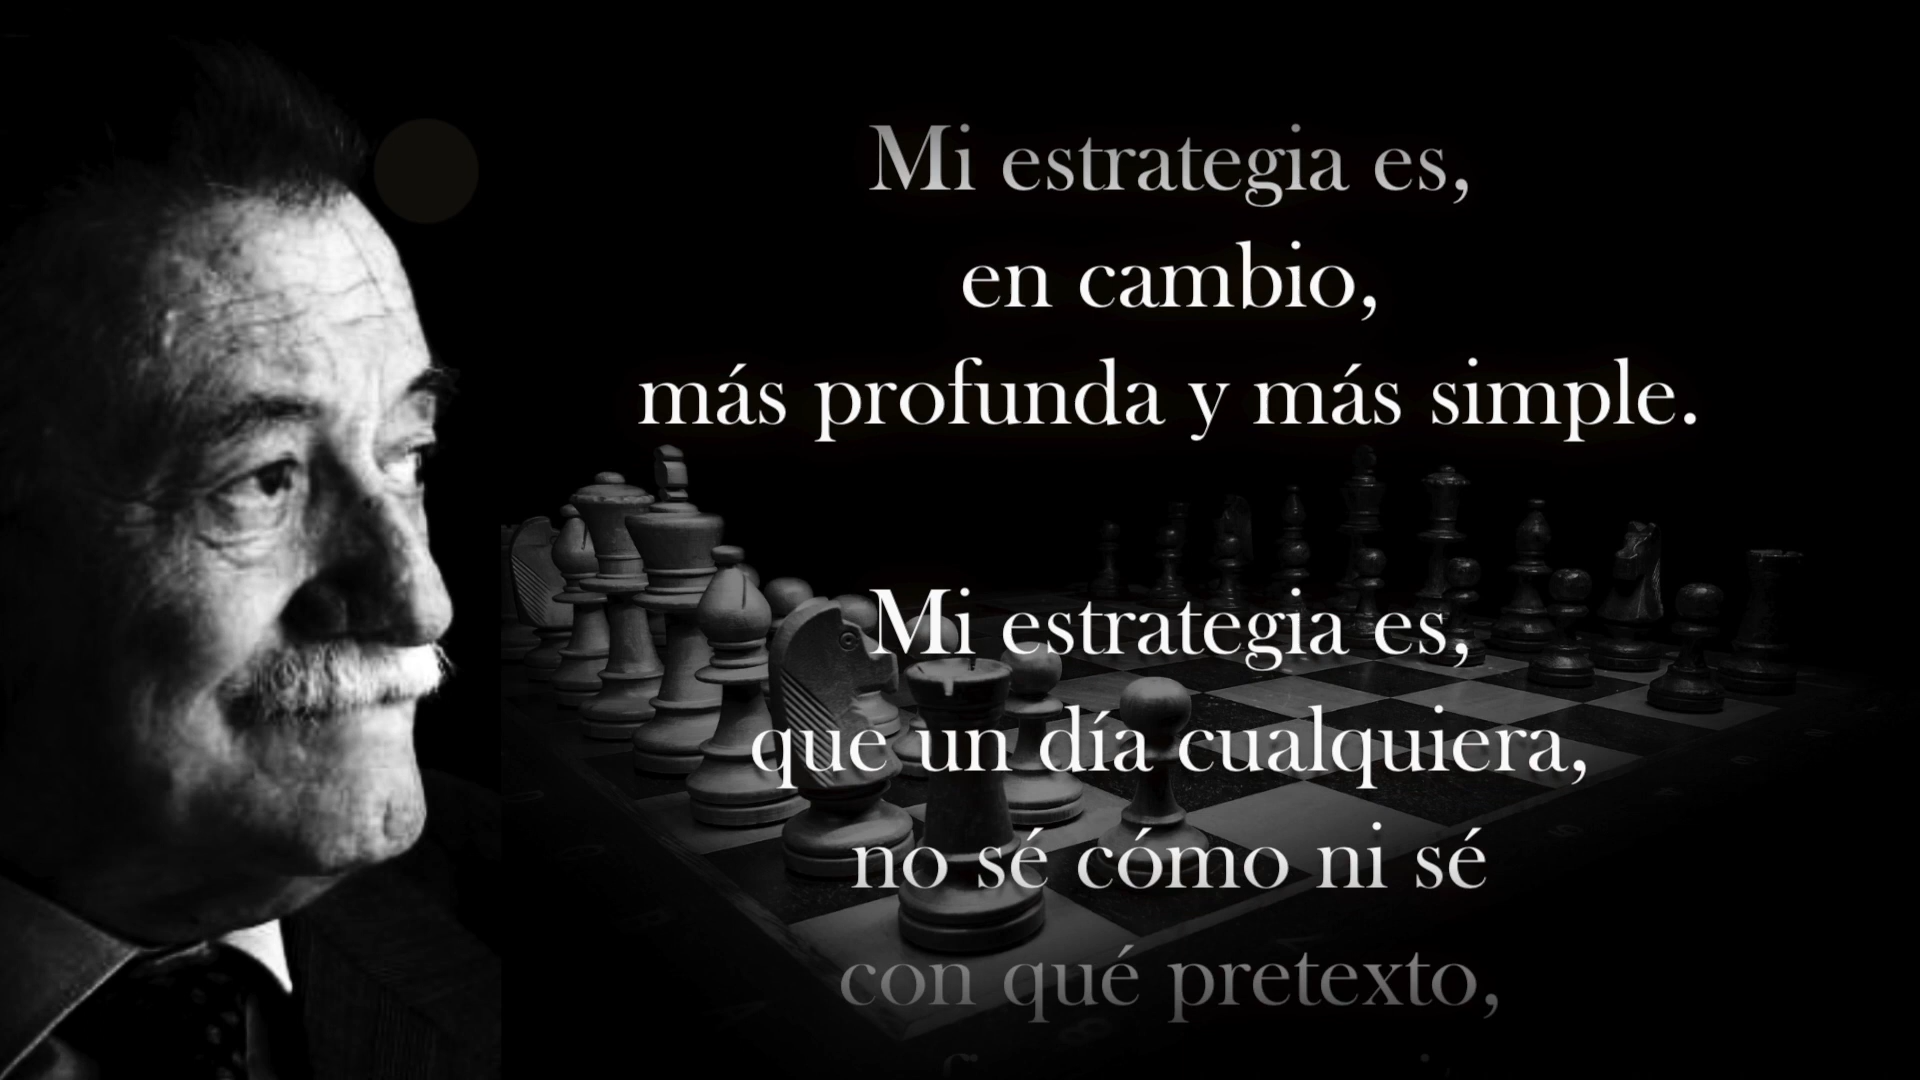 Mi estrategia es,
en cambio,
más profunda y más simple.
Mi estrategia es,
que un día cualquiera,
no sé cómo ni sé
con qué pretexto,